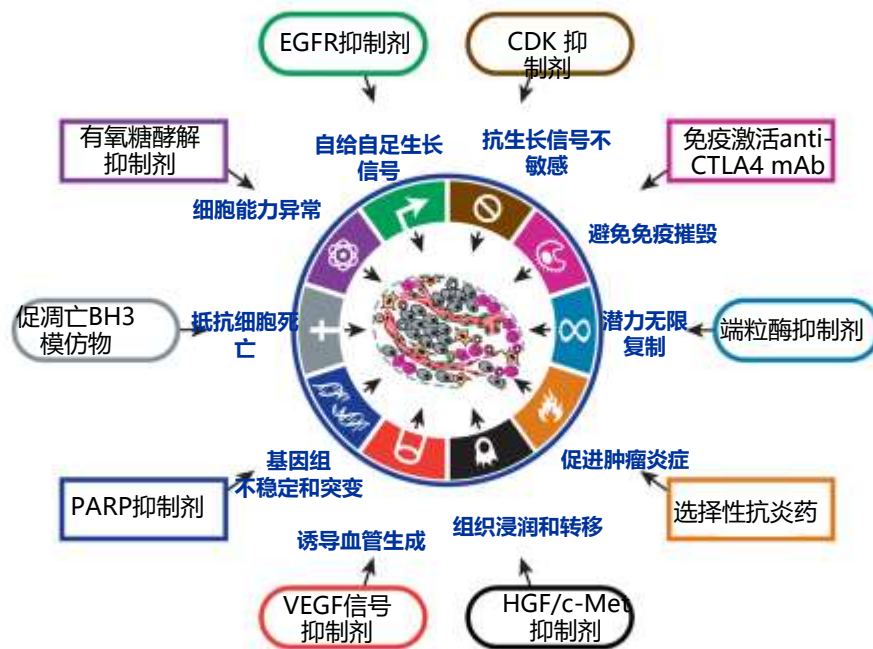 EGFR抑制剂
CDK 抑
制剂
有氧糖酵解
抑制剂
自给自足生长
信号
抗生长信号不
敏感
免疫激活anti-
CTLA4 mAb
细胞能力异常
避免免疫摧毁
促凋亡BH3
模仿物
抵抗细胞死
亡
潜力无限
复制
端粒酶抑制剂
基因组
不稳定和突变
促进肿瘤炎症
PARP抑制剂
选择性抗炎药
诱导血管生成
组织浸润和转移
VEGF信号
抑制剂
HGF/c-Met
抑制剂